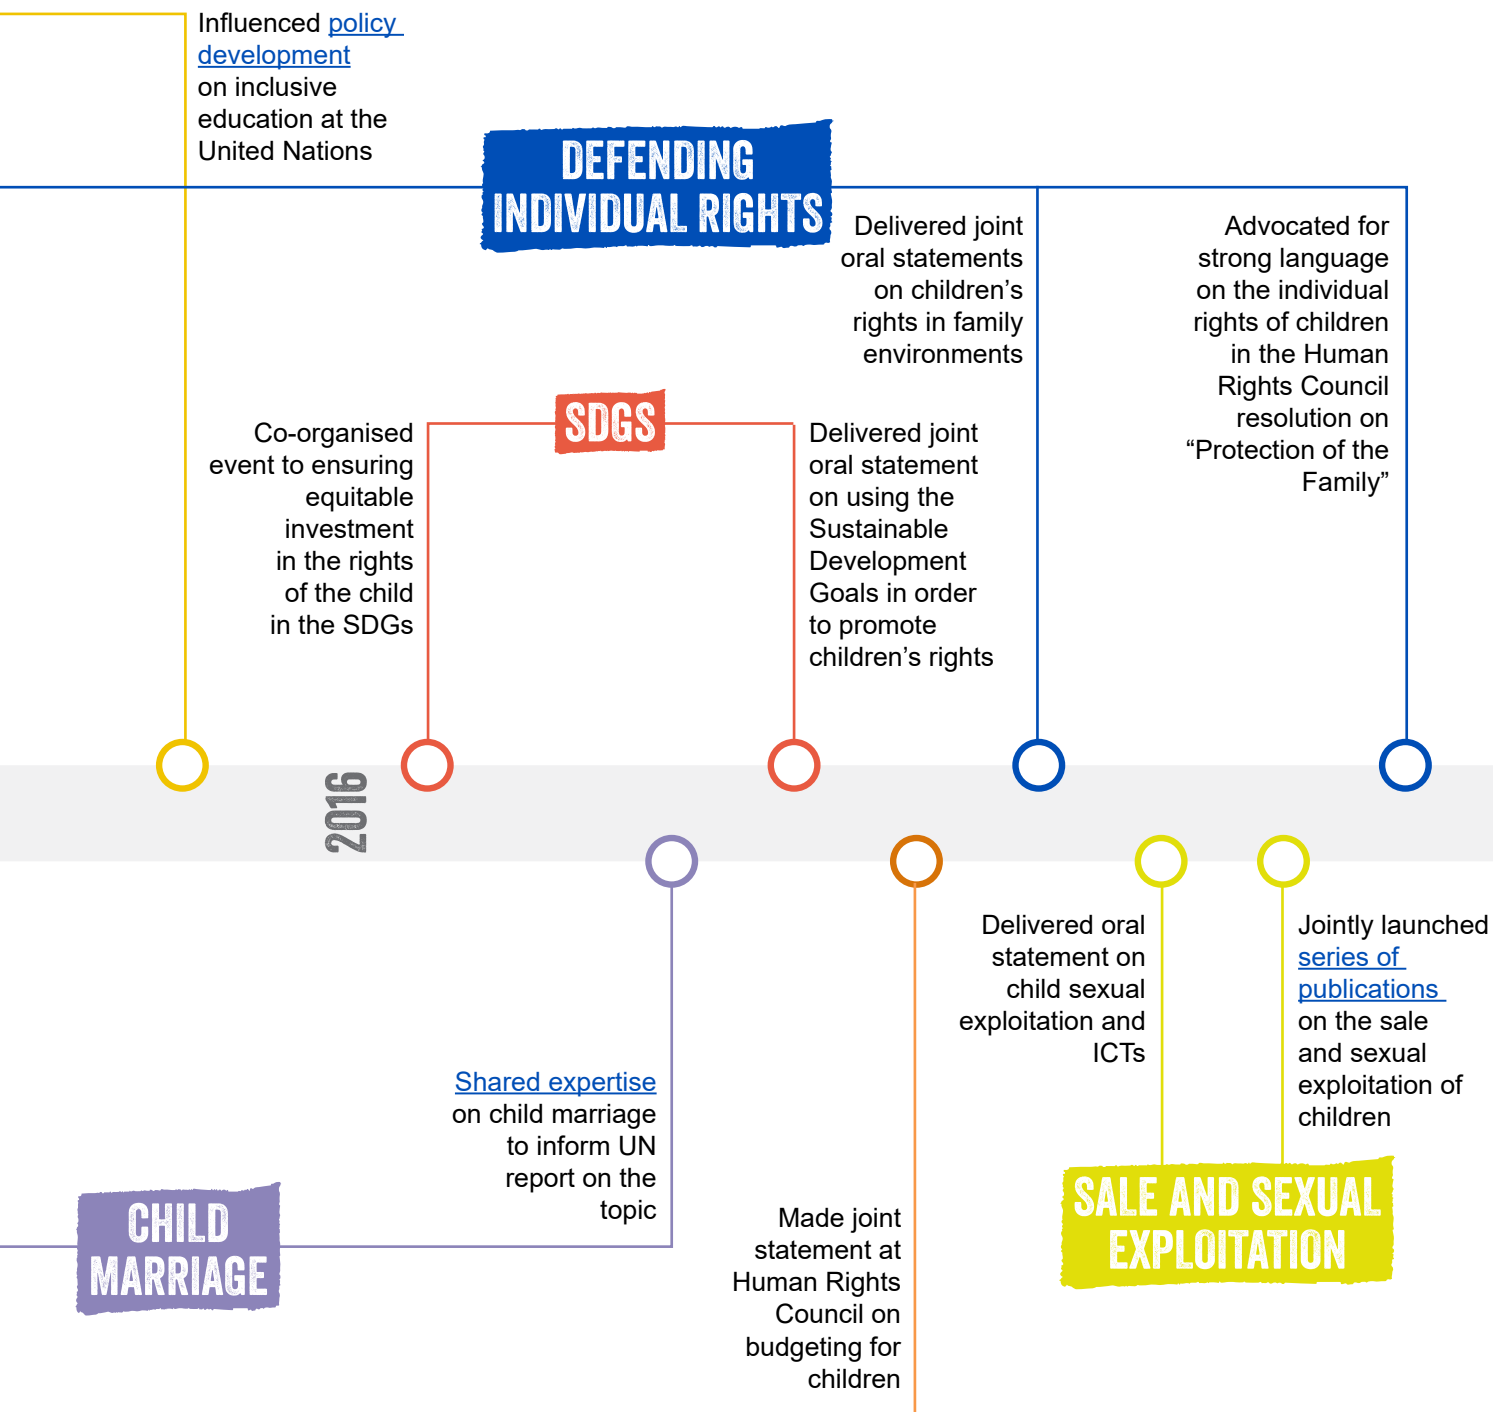 Influenced policy
development
on inclusive
education at the
United Nations
DEFENDING
INDIVIDUAL RIGHTS
Delivered joint
oral statements
on children’s
rights in family
environments
Advocated for
strong language
on the individual
rights of children
in the Human
Rights Council
resolution on
“Protection of the
Family”
SDGS
Co-organised
event to ensuring
equitable
investment
in the rights
of the child
in the SDGs
Delivered joint
oral statement
on using the
Sustainable
Development
Goals in order
to promote
children’s rights
2016
Shared expertise
on child marriage
to inform UN
report on the
topic
CHILD
MARRIAGE
Made joint
statement at
Human Rights
Council on
budgeting for
children
Delivered oral
statement on
child sexual
exploitation and
ICTs
Jointly launched
series of
publications
on the sale
and sexual
exploitation of
children
SALE AND SEXUAL
EXPLOITATION